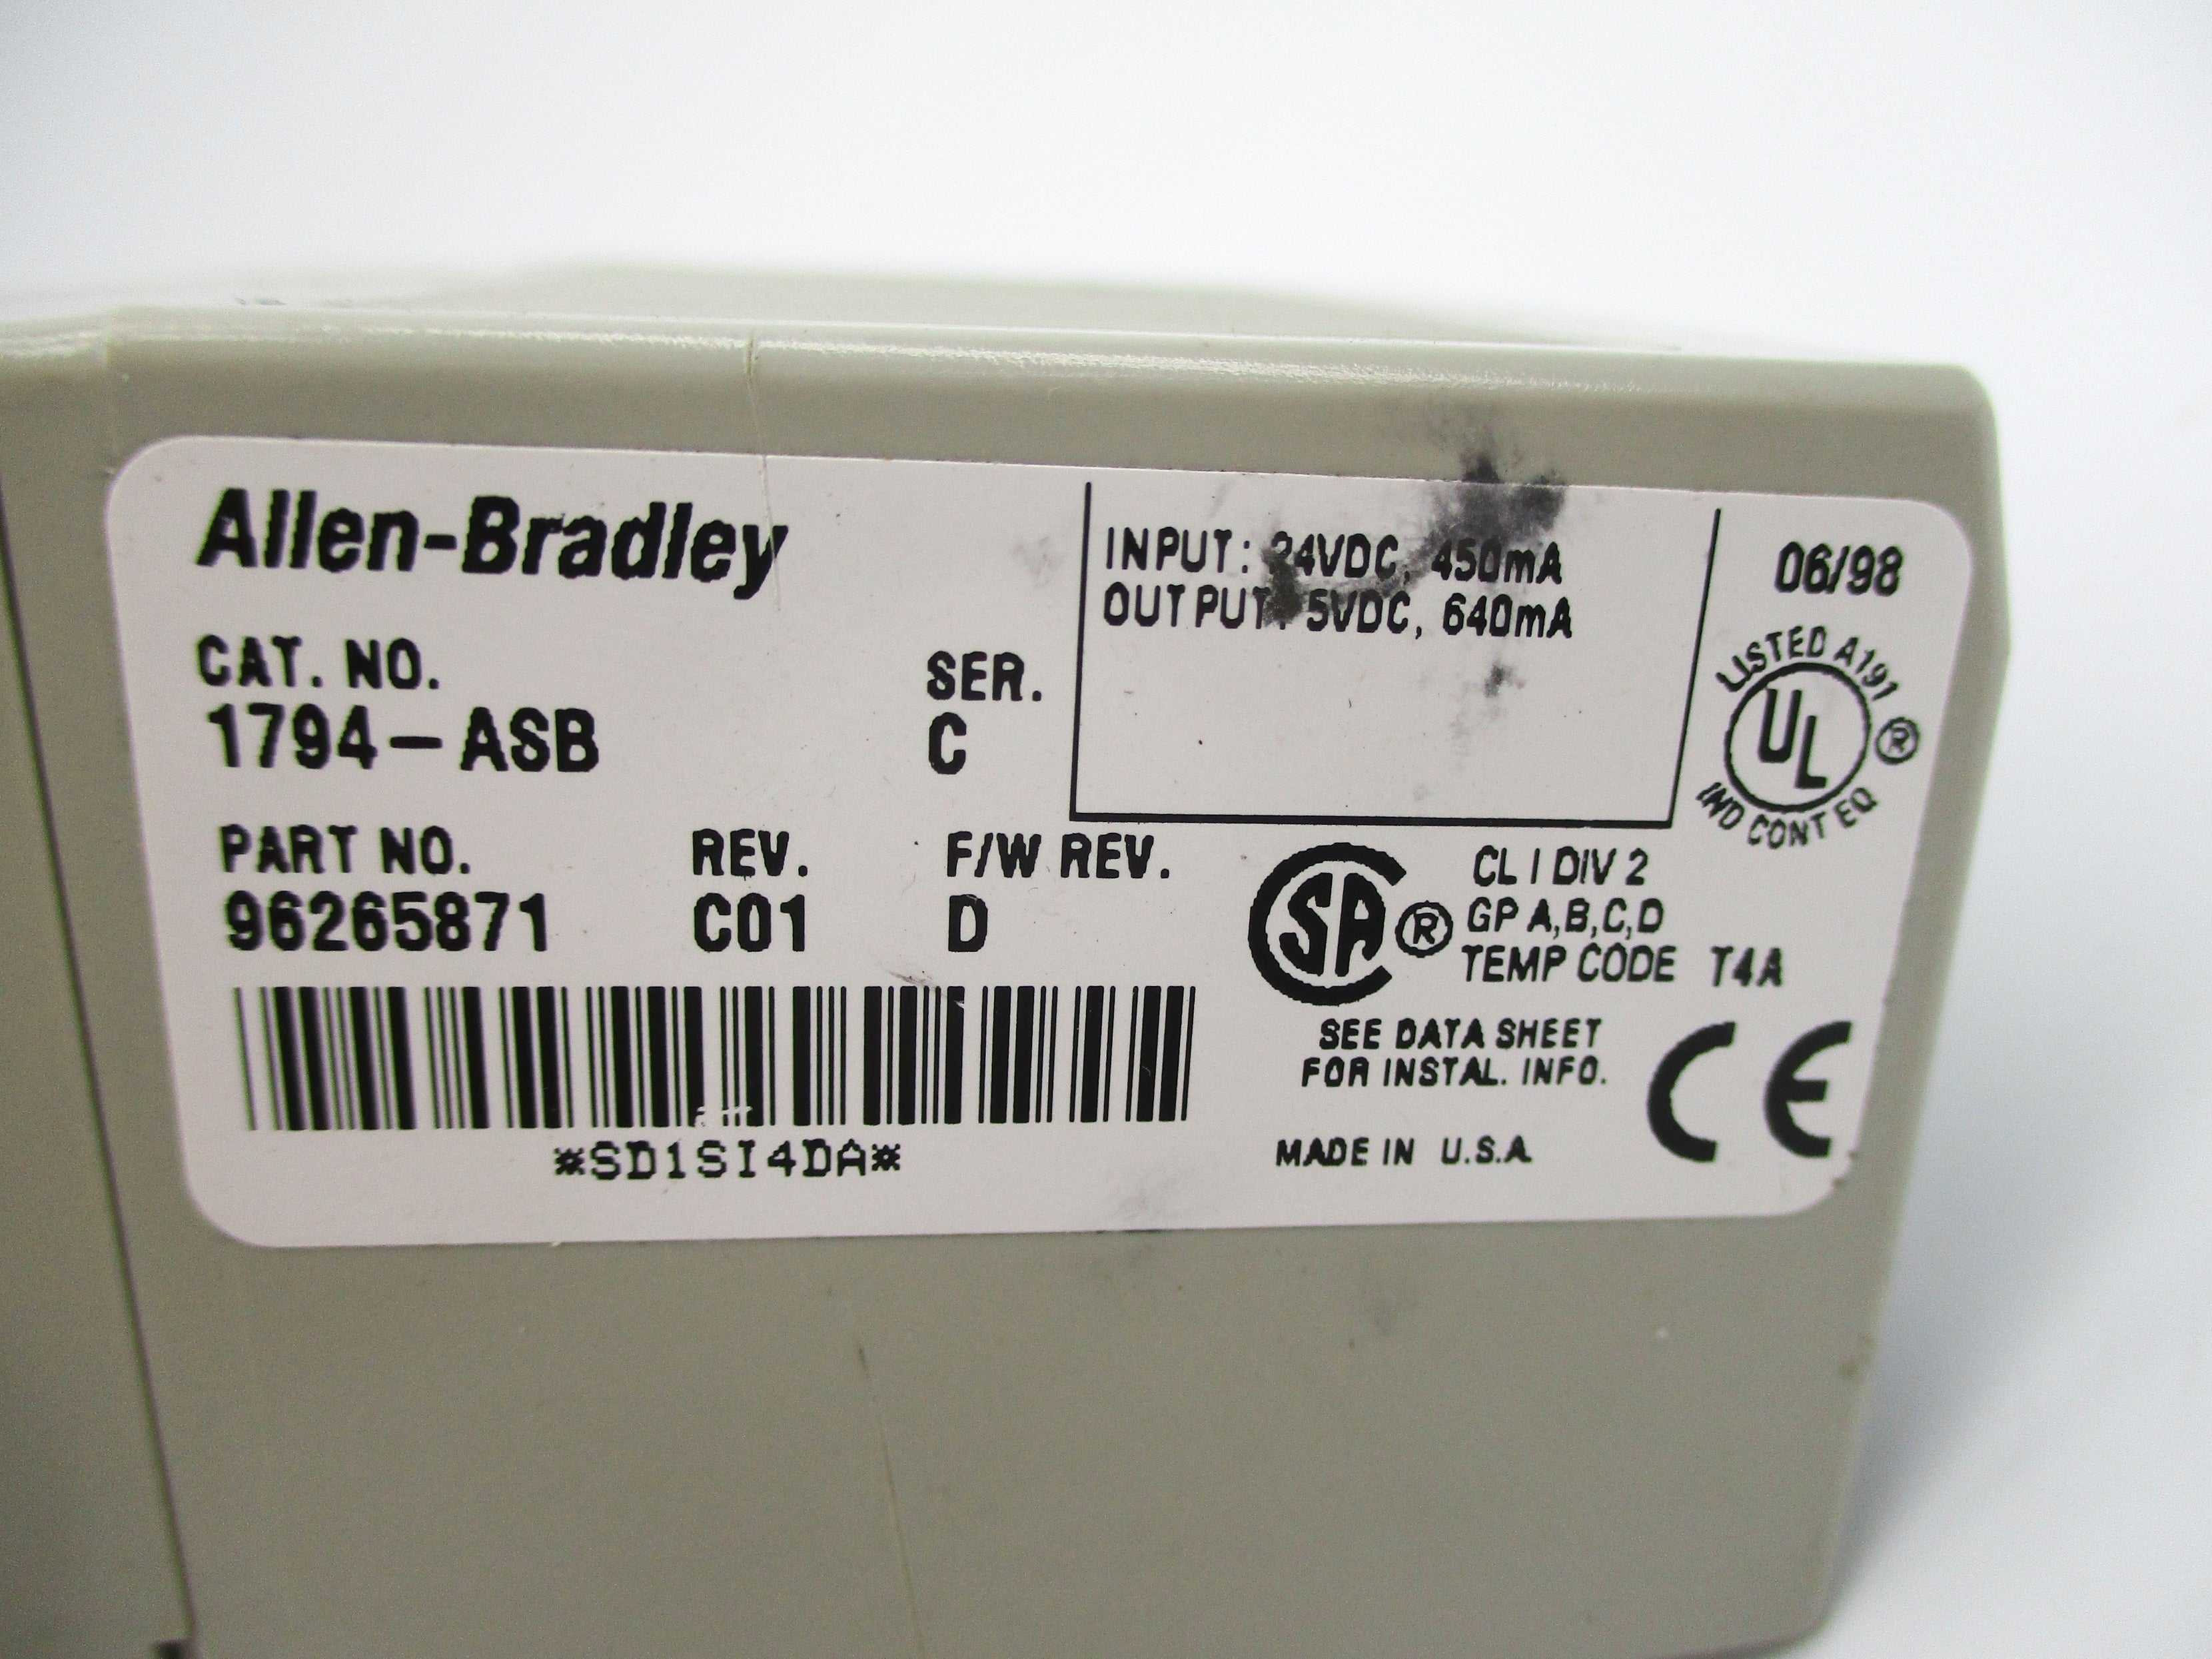 Allen-Bradley
CAT. NO. SER.
1794-ASB C
PART NO. REV. F/W REV.
96265871 C01 D
*SD1SI4DA*
INPUT: 24VDC, 450mA
OUTPUT: 5VDC, 640mA
06/98
LISTED A191
UL ®
IND CONT EQ
SA ®
CL I DIV 2
GP A,B,C,D
TEMP CODE T4A
SEE DATA SHEET
FOR INSTAL. INFO.
MADE IN U.S.A.
CE